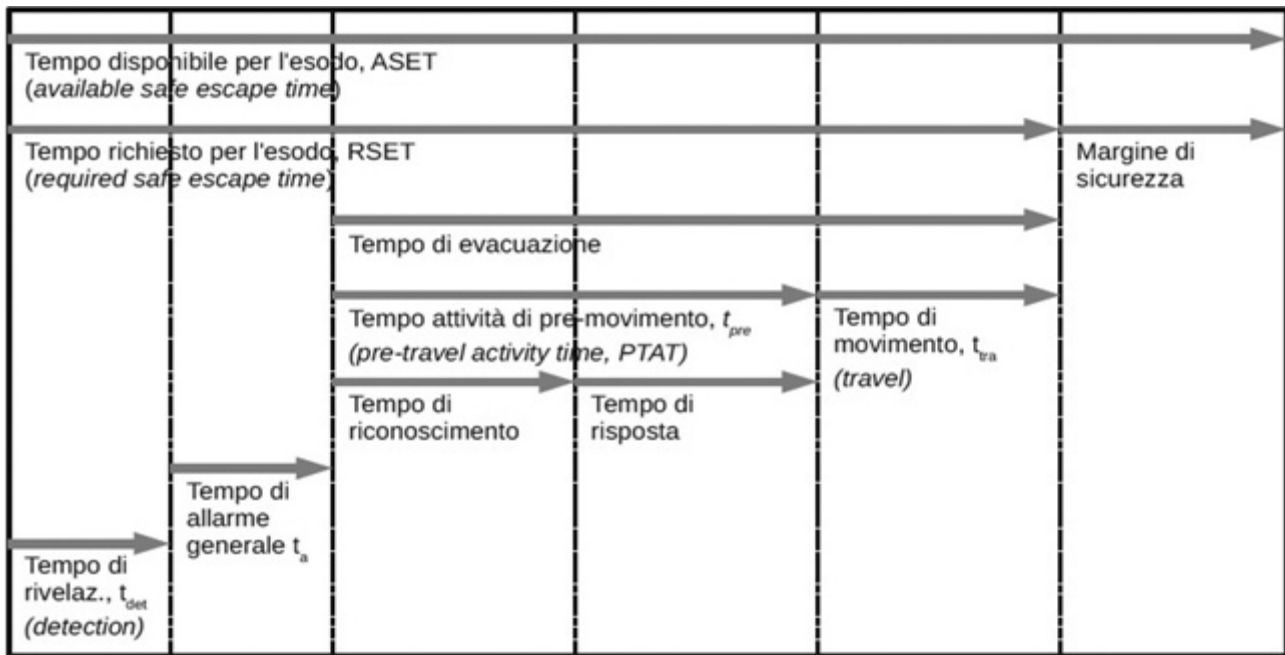 Tempo disponibile per l'esodo, ASET
(available safe escape time)
Tempo richiesto per l'esodo, RSET
(required safe escape time)
Margine di
sicurezza
Tempo di evacuazione
Tempo attività di pre-movimento, tpre
(pre-travel activity time, PTAT)
Tempo di
movimento, ttra
(travel)
Tempo di
riconoscimento
Tempo di
risposta
Tempo di
allarme
generale ta
Tempo di
rivelaz., tdet
(detection)